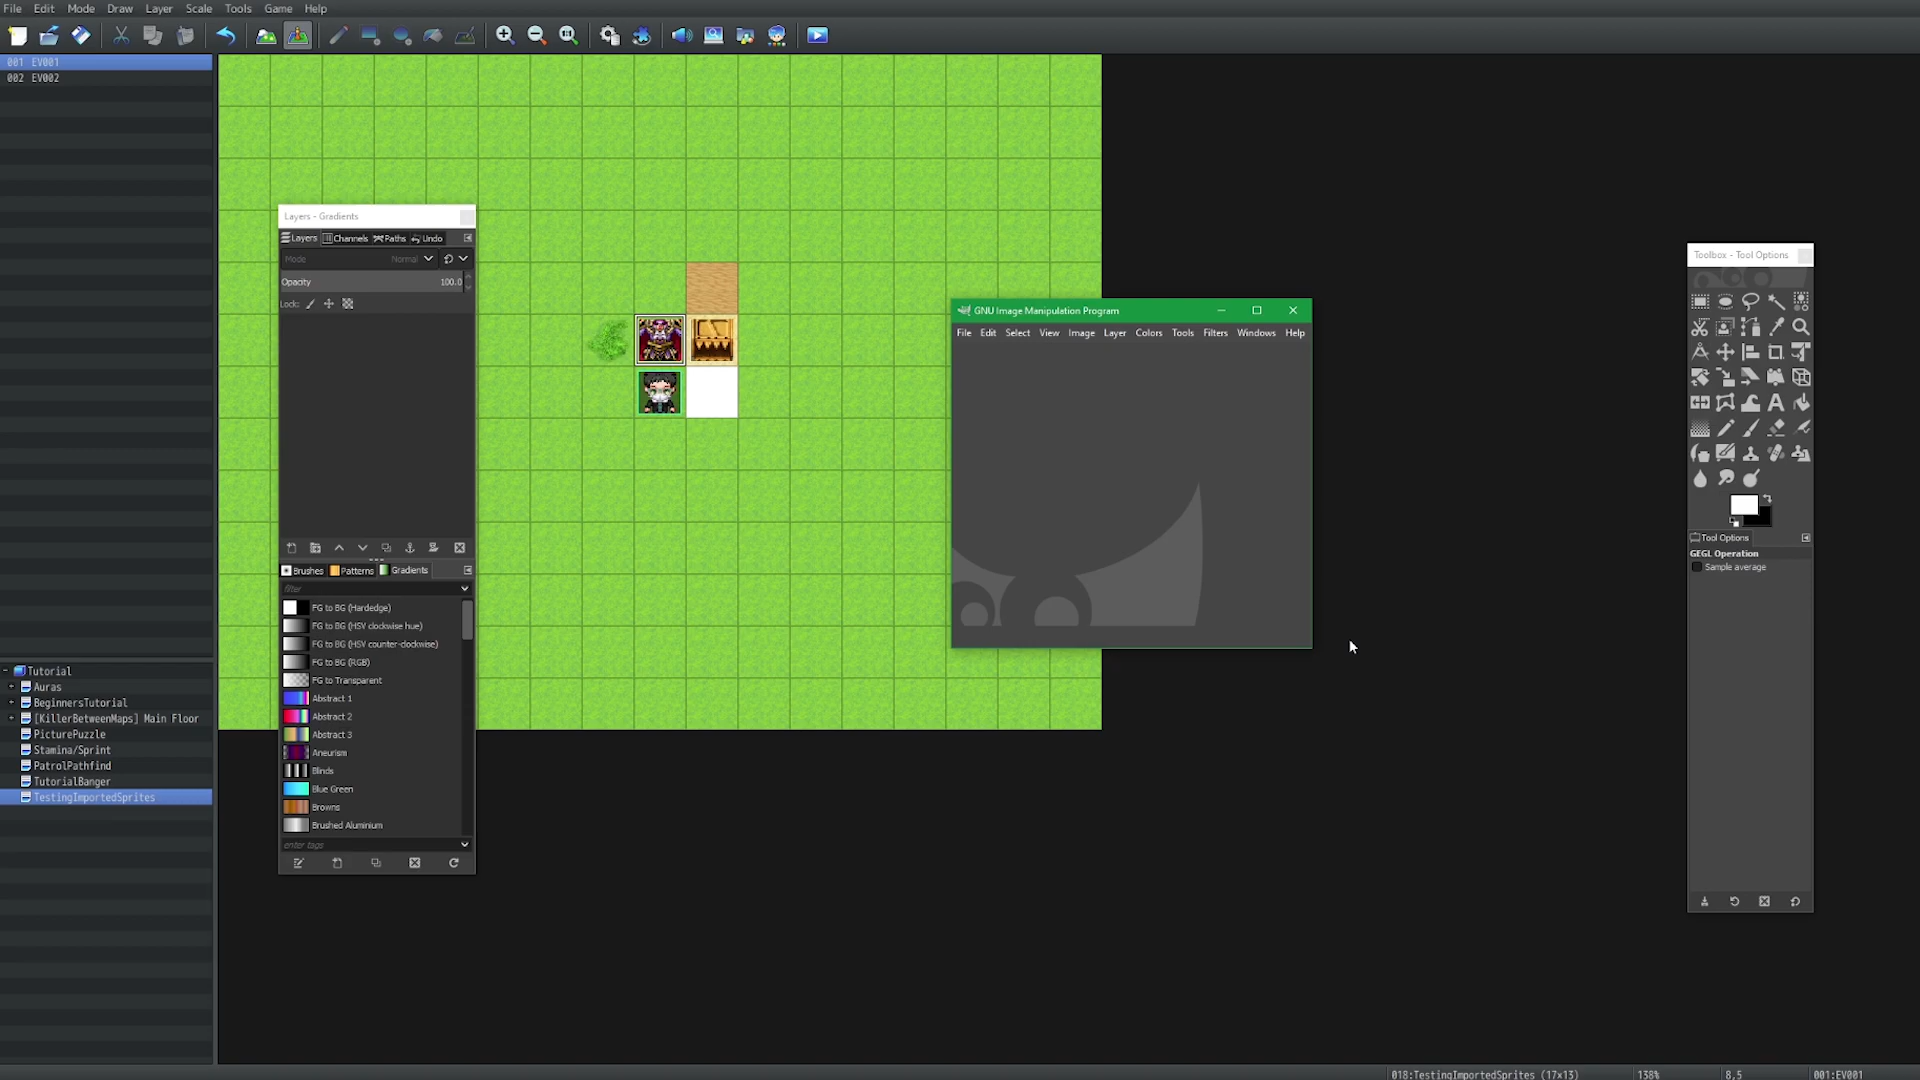 File Edit Mode Draw Layer Scale Tools Game Help
001 EV001
002 EV002
Layers - Gradients
Layers Channels Paths Undo
Mode Normal
Opacity 100.0
Lock:
Brushes Patterns Gradients
filter
FG to BG (Hardedge)
FG to BG (HSV clockwise hue)
FG to BG (HSV counter-clockwise)
FG to BG (RGB)
FG to Transparent
Abstract 1
Abstract 2
Abstract 3
Aneurism
Blinds
Blue Green
Browns
Brushed Aluminium
enter tags
GNU Image Manipulation Program
File Edit Select View Image Layer Colors Tools Filters Windows Help
Toolbox - Tool Options
Tool Options
GEGL Operation
Sample average
Tutorial
Auras
BeginnersTutorial
[KillerBetweenMaps] Main Floor
PicturePuzzle
Stamina/Sprint
PatrolPathfind
TutorialBanger
TestingImportedSprites
018:TestingImportedSprites (17x13) 138% 8,5 001:EV001